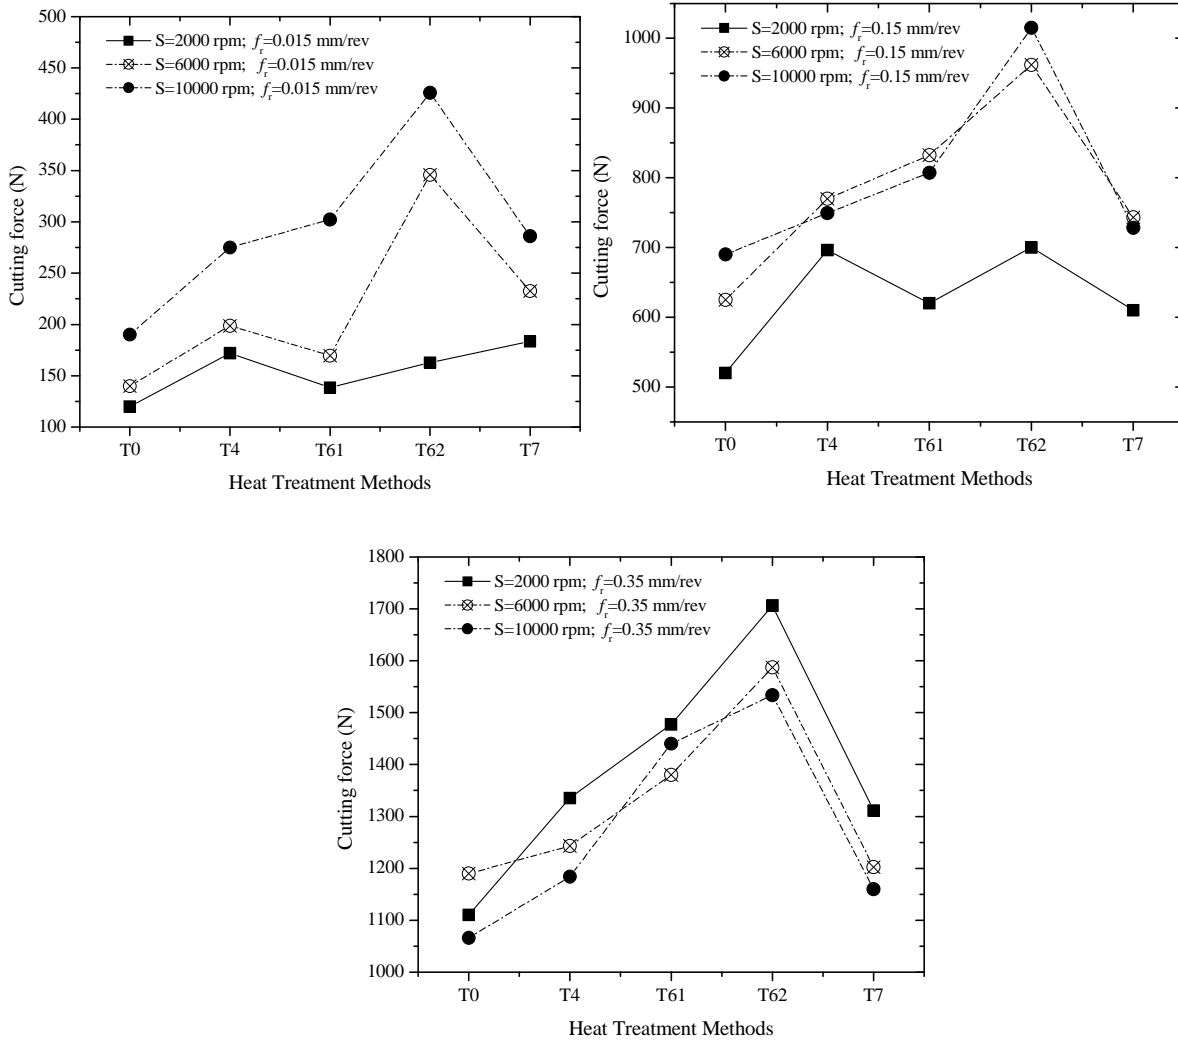 500
450
400
350
300
250
200
150
100
Cutting force (N)
S=2000 rpm; fr=0.015 mm/rev
S=6000 rpm; fr=0.015 mm/rev
S=10000 rpm; fr=0.015 mm/rev
T0 T4 T61 T62 T7
Heat Treatment Methods
1000
900
800
700
600
500
Cutting force (N)
S=2000 rpm; fr=0.15 mm/rev
S=6000 rpm; fr=0.15 mm/rev
S=10000 rpm; fr=0.15 mm/rev
T0 T4 T61 T62 T7
Heat Treatment Methods
1800
1700
1600
1500
1400
1300
1200
1100
1000
Cutting force (N)
S=2000 rpm; fr=0.35 mm/rev
S=6000 rpm; fr=0.35 mm/rev
S=10000 rpm; fr=0.35 mm/rev
T0 T4 T61 T62 T7
Heat Treatment Methods